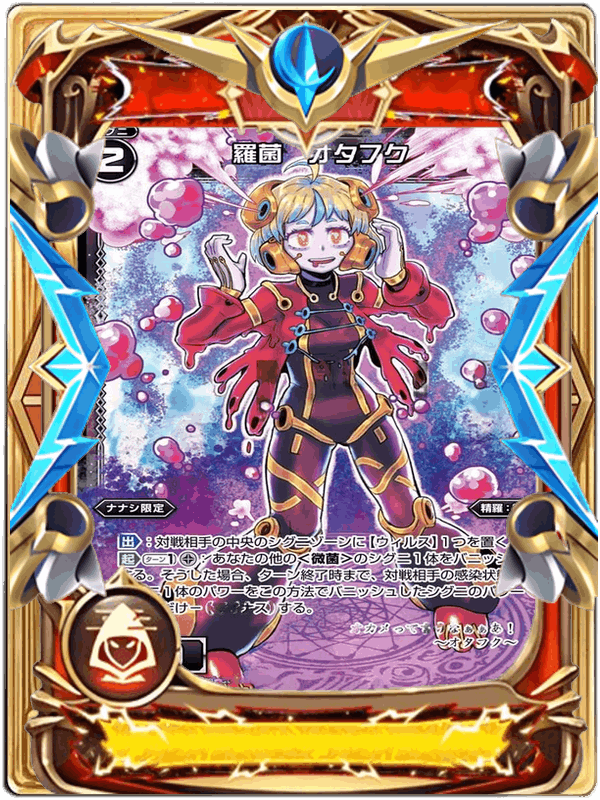 2
羅菌 オタフク
ナナシ限定
精羅:
出:対戦相手の中央のシグニゾーンに【ウィルス】1つを置く
起 ターン1 :あなたの他の<微菌>のシグニ1体をバニッシ
る。そうした場合、ターン終了時まで、対戦相手の感染状
1体のパワーをこの方法でバニッシュしたシグニのパ
ナス)する。
~オタフク~